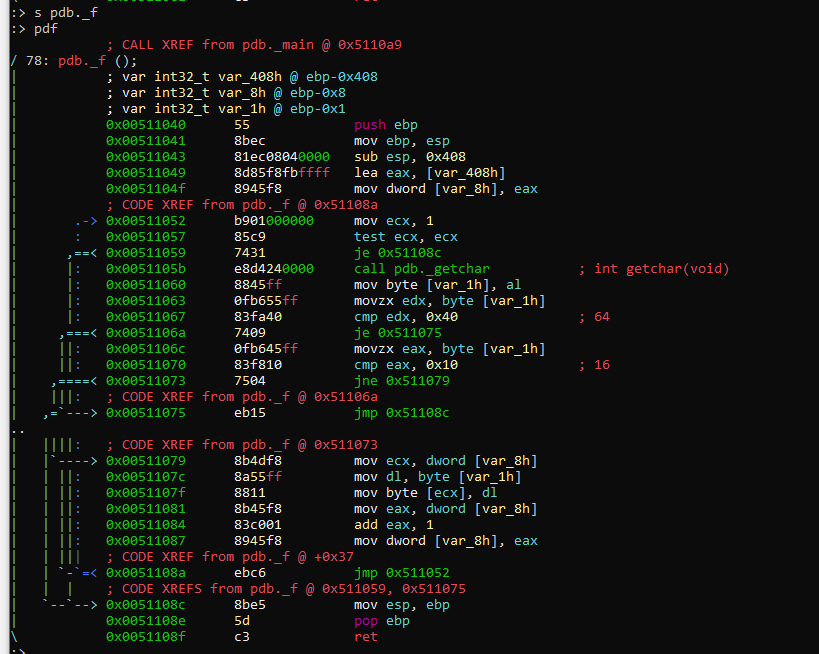 :> s pdb._f
:> pdf
; CALL XREF from pdb._main @ 0x5110a9
/ 78: pdb._f ();
| ; var int32_t var_408h @ ebp-0x408
| ; var int32_t var_8h @ ebp-0x8
| ; var int32_t var_1h @ ebp-0x1
| 0x00511040 55 push ebp
| 0x00511041 8bec mov ebp, esp
| 0x00511043 81ec08040000 sub esp, 0x408
| 0x00511049 8d85f8fbffff lea eax, [var_408h]
| 0x0051104f 8945f8 mov dword [var_8h], eax
| ; CODE XREF from pdb._f @ 0x51108a
| .-> 0x00511052 b901000000 mov ecx, 1
| : 0x00511057 85c9 test ecx, ecx
| ,==< 0x00511059 7431 je 0x51108c
| |: 0x0051105b e8d4240000 call pdb._getchar ; int getchar(void)
| |: 0x00511060 8845ff mov byte [var_1h], al
| |: 0x00511063 0fb655ff movzx edx, byte [var_1h]
| |: 0x00511067 83fa40 cmp edx, 0x40 ; 64
| ,===< 0x0051106a 7409 je 0x511075
| ||: 0x0051106c 0fb645ff movzx eax, byte [var_1h]
| ||: 0x00511070 83f810 cmp eax, 0x10 ; 16
| ,====< 0x00511073 7504 jne 0x511079
| |||: ; CODE XREF from pdb._f @ 0x51106a
| ,=`---> 0x00511075 eb15 jmp 0x51108c
..
| ||||: ; CODE XREF from pdb._f @ 0x511073
| |`----> 0x00511079 8b4df8 mov ecx, dword [var_8h]
| | ||: 0x0051107c 8a55ff mov dl, byte [var_1h]
| | ||: 0x0051107f 8811 mov byte [ecx], dl
| | ||: 0x00511081 8b45f8 mov eax, dword [var_8h]
| | ||: 0x00511084 83c001 add eax, 1
| | ||: 0x00511087 8945f8 mov dword [var_8h], eax
| | ||| ; CODE XREF from pdb._f @ +0x37
| | `-`=< 0x0051108a ebc6 jmp 0x511052
| | | ; CODE XREFS from pdb._f @ 0x511059, 0x511075
| `--`--> 0x0051108c 8be5 mov esp, ebp
| 0x0051108e 5d pop ebp
\ 0x0051108f c3 ret
:>